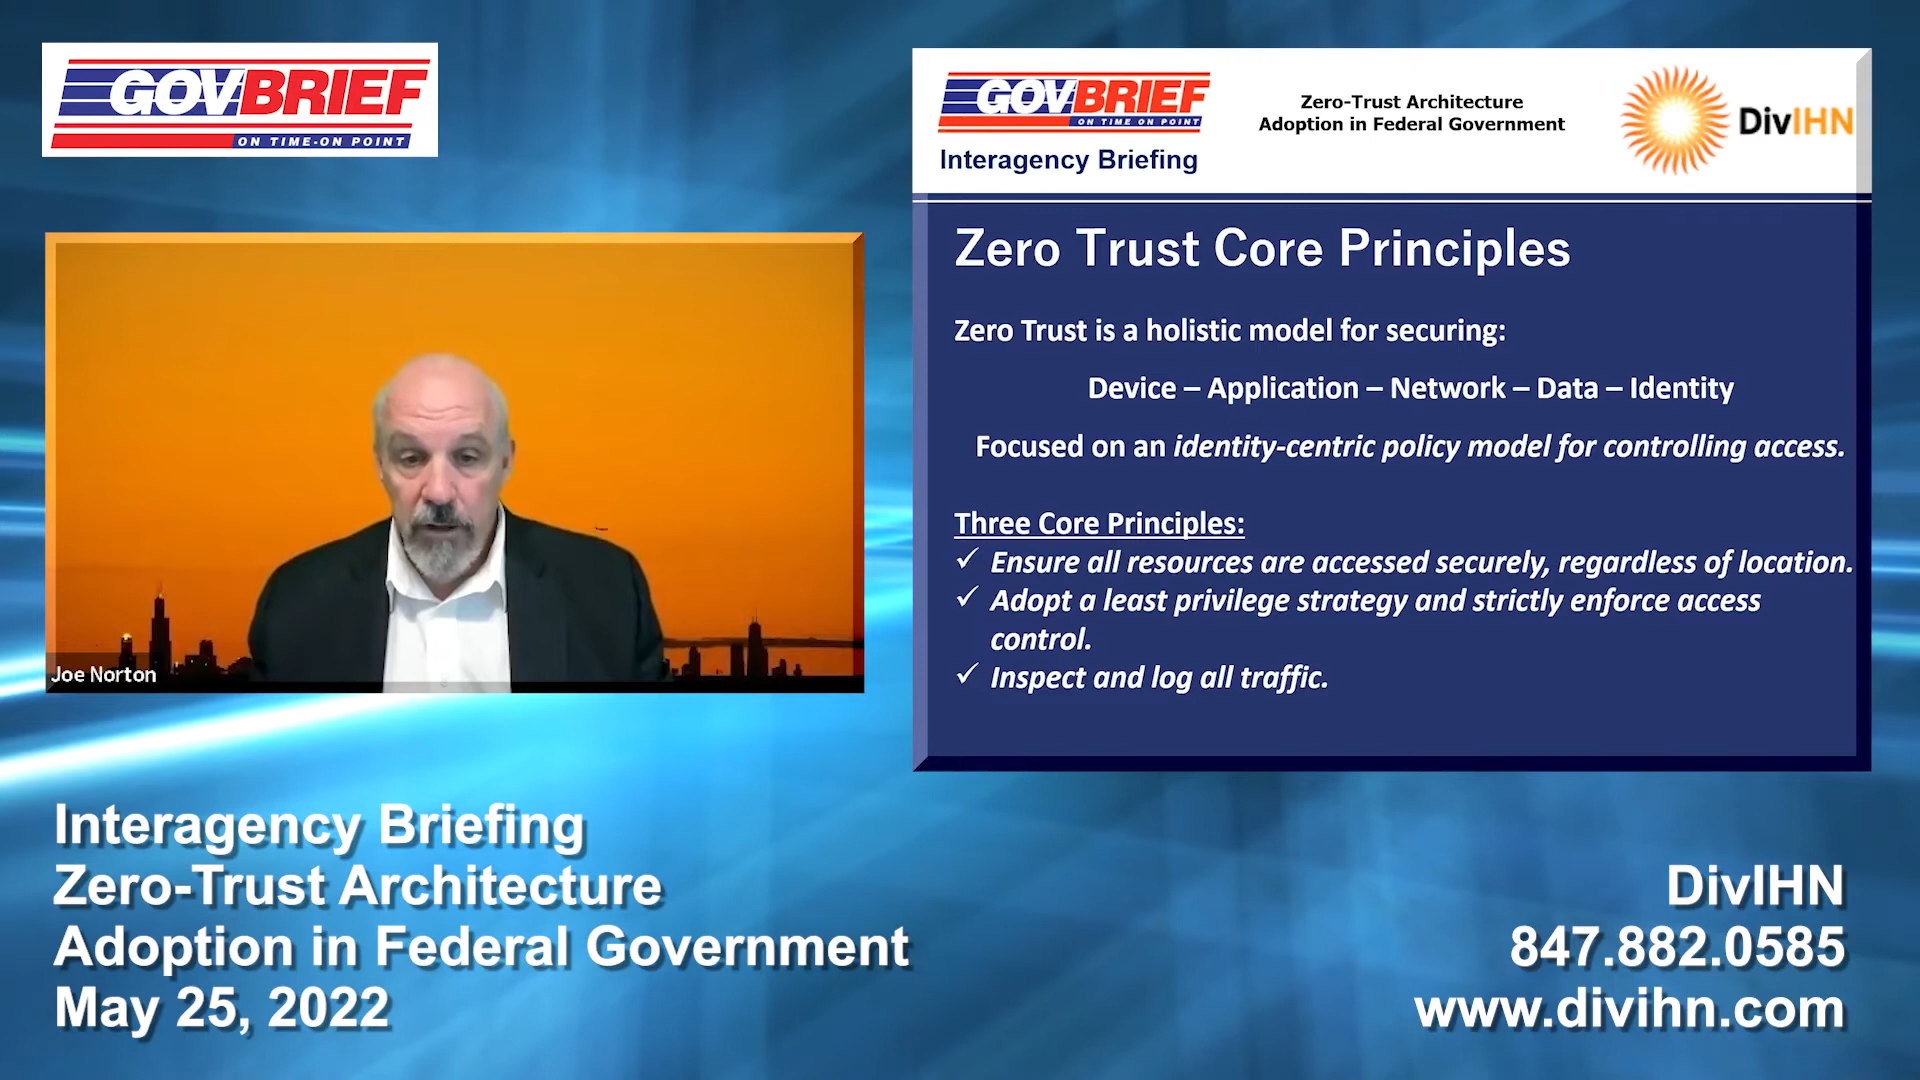 GOVBRIEF
ON TIME-ON POINT
GOVBRIEF
ON TIME ON POINT
Interagency Briefing
Zero-Trust Architecture
Adoption in Federal Government
DivIHN
Zero Trust Core Principles
Zero Trust is a holistic model for securing:
Device – Application – Network – Data – Identity
Focused on an identity-centric policy model for controlling access.
Three Core Principles:
✓ Ensure all resources are accessed securely, regardless of location.
✓ Adopt a least privilege strategy and strictly enforce access
control.
✓ Inspect and log all traffic.
Joe Norton
Interagency Briefing
Zero-Trust Architecture
Adoption in Federal Government
May 25, 2022
DivIHN
847.882.0585
www.divihn.com